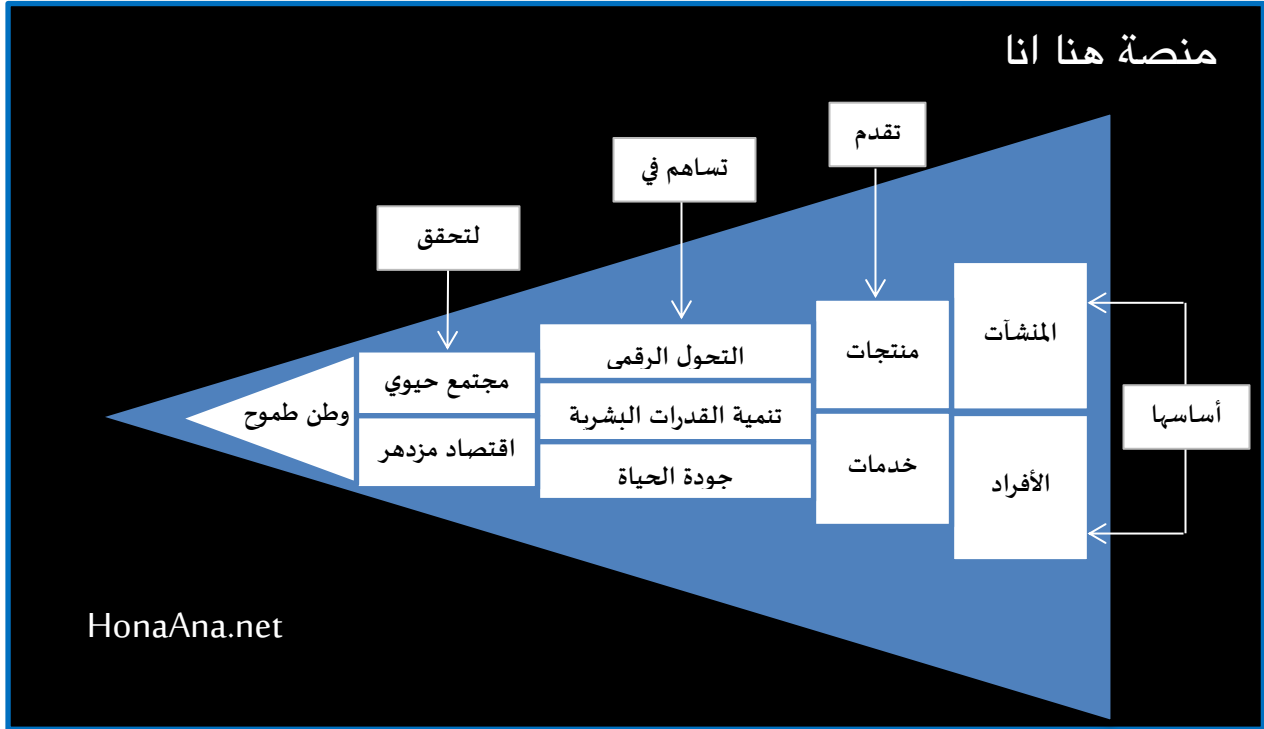 منصة هنا انا
أساسها
المنشآت
الأفراد
تقدم
منتجات
خدمات
تساهم في
التحول الرقمي
تنمية القدرات البشرية
جودة الحياة
لتحقق
مجتمع حيوي
اقتصاد مزدهر
وطن طموح
HonaAna.net